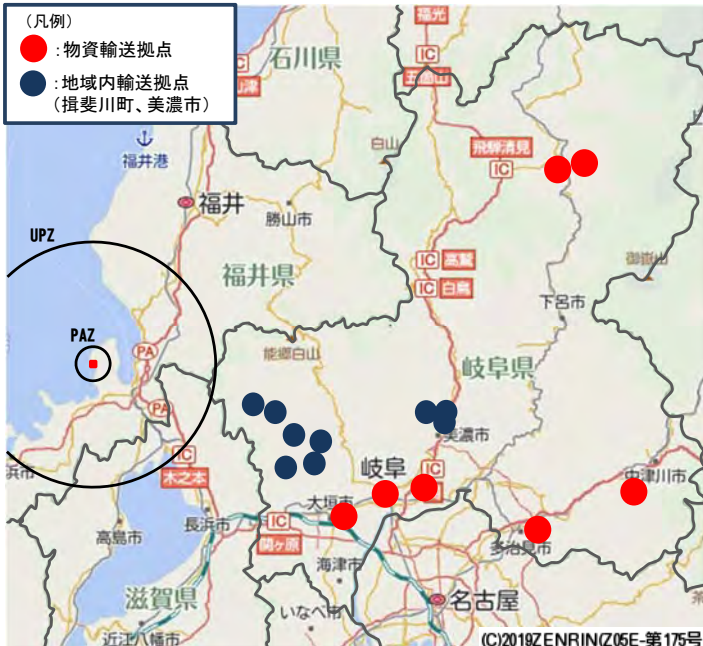 (凡例)
:物資輸送拠点
:地域内輸送拠点
(揖斐川町、美濃市)
福光
IC
石川県
IC
五箇山
白山
飛騨清見
IC
福井港
福井
勝山市
UPZ
福井県
御嶽山
IC 高鷲
IC 白鳥
下呂市
PAZ
能郷白山
PA
岐阜県
PA
美濃市
IC
木之本
岐阜
IC
中津川市
浜市
大垣市
長浜市
IC
関ヶ原
高島市
多治見市
海津市
滋賀県
名古屋
いなべ市
近江八幡市
(C)2019ZENRIN(Z05E-第175号